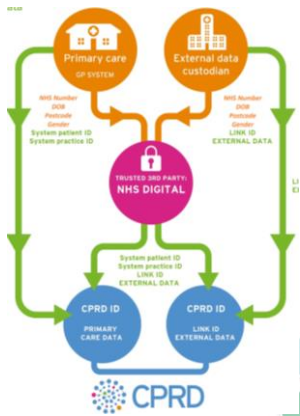 Primary care
GP SYSTEM
External data
custodian
NHS Number
DOB
Postcode
Gender
System patient ID
System practice ID
NHS Number
DOB
Postcode
Gender
LINK ID
EXTERNAL DATA
TRUSTED 3RD PARTY:
NHS DIGITAL
System patient ID
System practice ID
LINK ID
EXTERNAL DATA
CPRD ID
PRIMARY
CARE DATA
CPRD ID
LINK ID
EXTERNAL DATA
CPRD